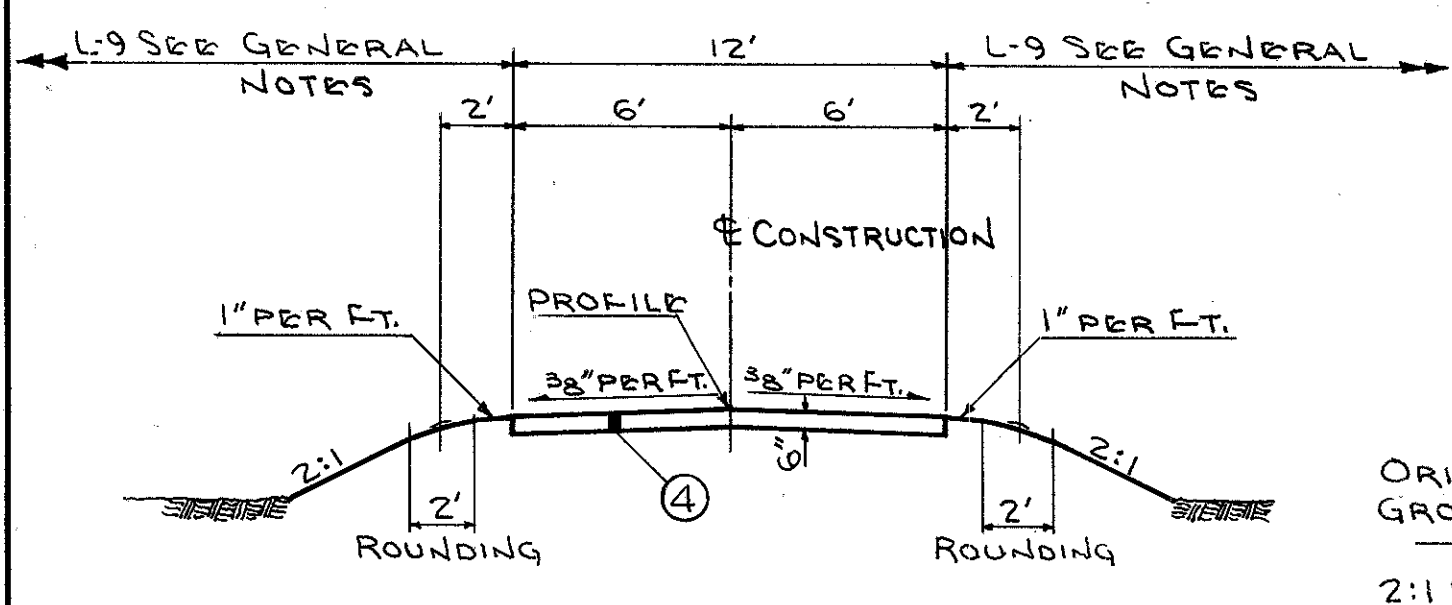 L-9 SEE GENERAL NOTES
12'
L-9 SEE GENERAL NOTES
2'
6'
6'
2'
℄ CONSTRUCTION
PROFILE
1" PER FT.
1" PER FT.
3/8" PER FT.
3/8" PER FT.
2:1
6"
2:1
4
2'
ROUNDING
2'
ROUNDING
ORI
GRO
2:1